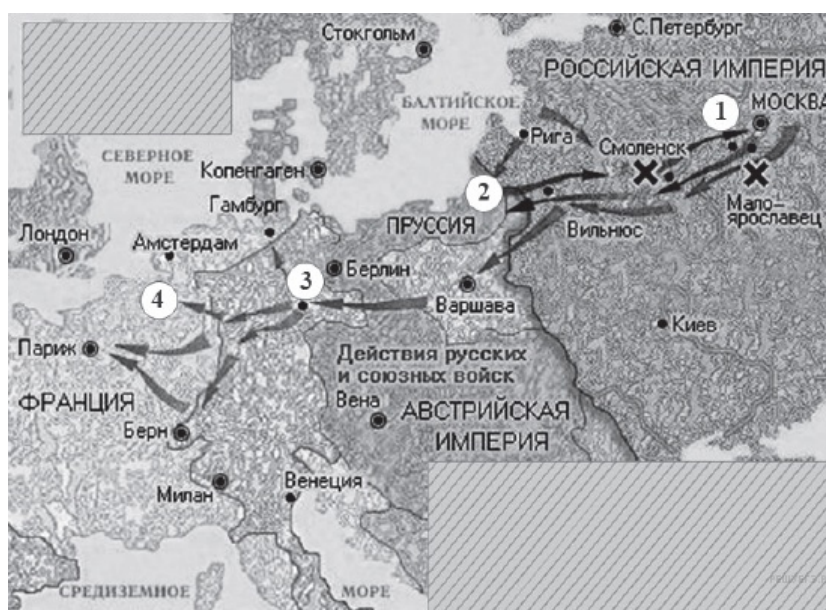 С.Петербург
Стокгольм
РОССИЙСКАЯ ИМПЕРИЯ
БАЛТИЙСКОЕ
МОРЕ
1
МОСКВА
Рига
Смоленск
СЕВЕРНОЕ
МОРЕ
Копенгаген
2
Мало-
ярославец
Гамбург
ПРУССИЯ
Вильнюс
Лондон
Амстердам
Берлин
3
4
Варшава
Киев
Париж
Действия русских
и союзных войск
ФРАНЦИЯ
Вена
АВСТРИЙСКАЯ
ИМПЕРИЯ
Берн
Милан
Венеция
СРЕДИЗЕМНОЕ
МОРЕ